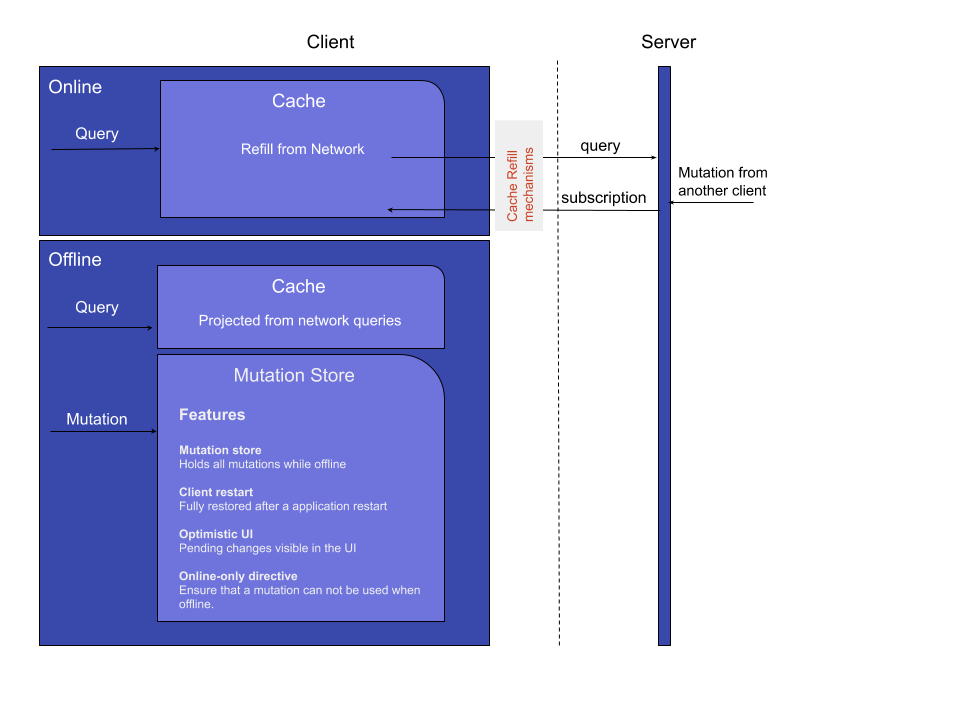 Client
Server
Online
Query
Cache
Refill from Network
Cache Refill
mechanisms
query
subscription
Mutation from
another client
Offline
Query
Cache
Projected from network queries
Mutation
Mutation Store
Features
Mutation store
Holds all mutations while offline
Client restart
Fully restored after a application restart
Optimistic UI
Pending changes visible in the UI
Online-only directive
Ensure that a mutation can not be used when
offline.